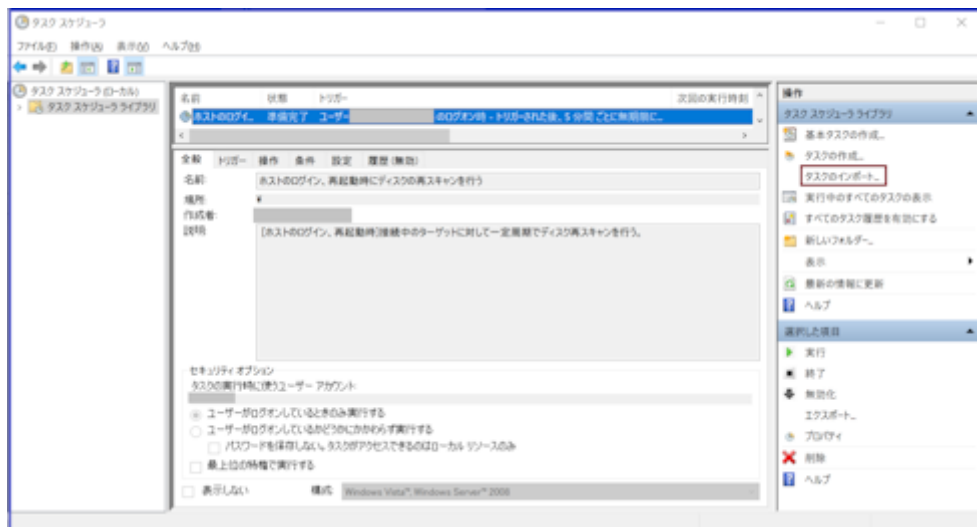 タスク スケジューラ
ファイル(F) 操作(A) 表示(V) ヘルプ(H)
タスク スケジューラ (ローカル)
タスク スケジューラ ライブラリ
名前 状態 トリガー 次回の実行時刻
ホストのログイ... 準備完了 ユーザー のログオン時 - トリガーされた後、5 分間 ごとに無期限に...
全般 トリガー 操作 条件 設定 履歴 (無効)
名前: ホストのログイン、再起動時にディスクの再スキャンを行う
場所: ¥
作成者:
説明: [ホストのログイン、再起動時]接続中のターゲットに対して一定周期でディスク再スキャンを行う。
セキュリティ オプション
タスクの実行時に使うユーザー アカウント:
ユーザーがログオンしているときのみ実行する
ユーザーがログオンしているかどうかにかかわらず実行する
パスワードを保存しない。タスクがアクセスできるのはローカル リソースのみ
最上位の特権で実行する
表示しない 構成: Windows Vista™, Windows Server™ 2008
操作
タスク スケジューラ ライブラリ
基本タスクの作成...
タスクの作成...
タスクのインポート...
実行中のすべてのタスクの表示
すべてのタスク履歴を有効にする
新しいフォルダー...
表示
最新の情報に更新
ヘルプ
選択した項目
実行
終了
無効化
エクスポート...
プロパティ
削除
ヘルプ